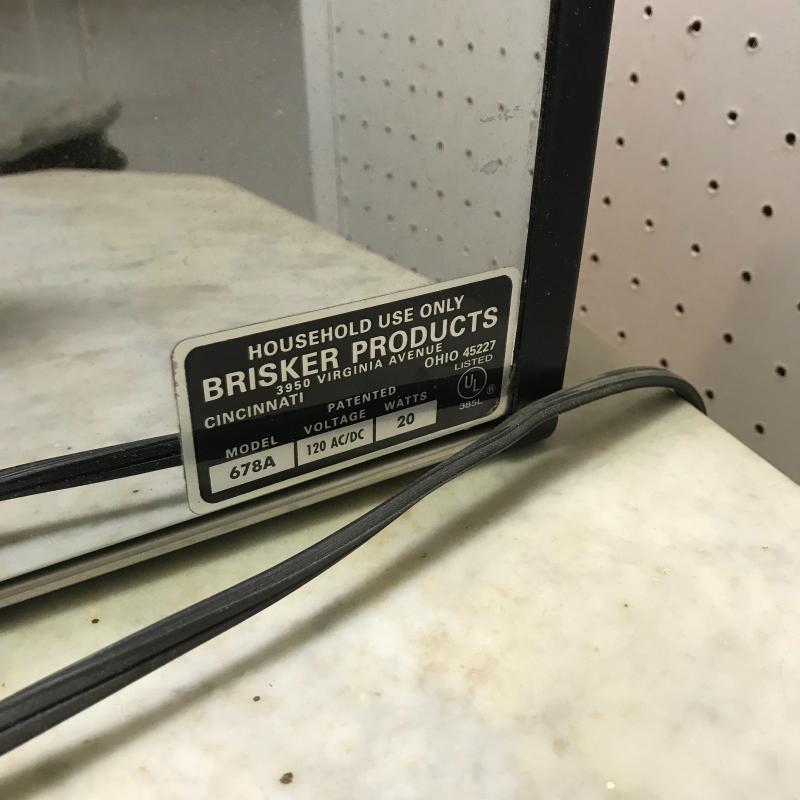 HOUSEHOLD USE ONLY
BRISKER PRODUCTS
3950 VIRGINIA AVENUE
CINCINNATI OHIO 45227
PATENTED
LISTED
UL ®
385L
MODEL VOLTAGE WATTS
678A 120 AC/DC 20